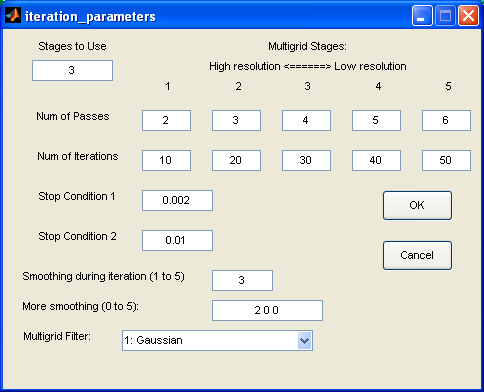 iteration_parameters
Stages to Use
Multigrid Stages:
3
High resolution <======> Low resolution
1 2 3 4 5
Num of Passes 2 3 4 5 6
Num of Iterations 10 20 30 40 50
Stop Condition 1 0.002
OK
Stop Condition 2 0.01
Cancel
Smoothing during iteration (1 to 5) 3
More smoothing (0 to 5): 2 0 0
Multigrid Filter: 1: Gaussian